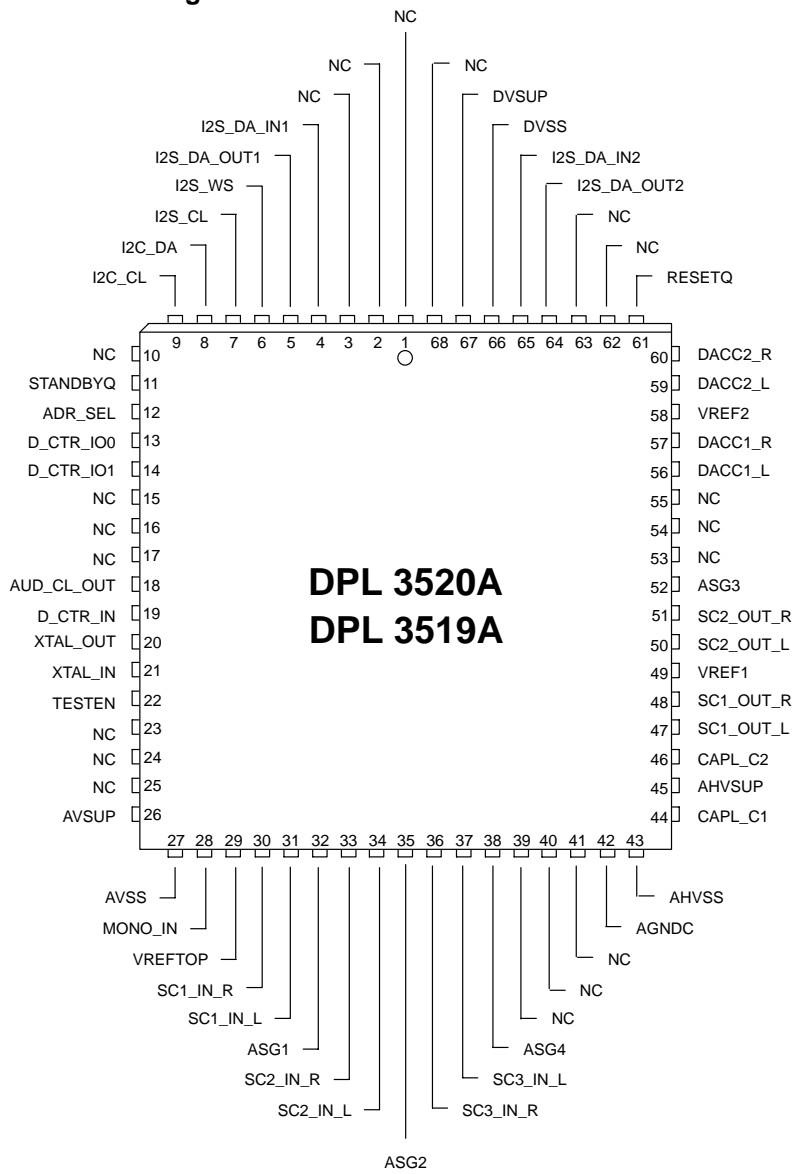 NC
NC
NC
NC
DVSUP
I2S_DA_IN1
DVSS
I2S_DA_OUT1
I2S_DA_IN2
I2S_WS
I2S_DA_OUT2
I2S_CL
NC
I2C_DA
NC
I2C_CL
RESETQ
9 8 7 6 5 4 3 2 1 68 67 66 65 64 63 62 61
NC 10
STANDBYQ 11
ADR_SEL 12
D_CTR_IO0 13
D_CTR_IO1 14
NC 15
NC 16
NC 17
AUD_CL_OUT 18
D_CTR_IN 19
XTAL_OUT 20
XTAL_IN 21
TESTEN 22
NC 23
NC 24
NC 25
AVSUP 26
DPL 3520A
DPL 3519A
60 DACC2_R
59 DACC2_L
58 VREF2
57 DACC1_R
56 DACC1_L
55 NC
54 NC
53 NC
52 ASG3
51 SC2_OUT_R
50 SC2_OUT_L
49 VREF1
48 SC1_OUT_R
47 SC1_OUT_L
46 CAPL_C2
45 AHVSUP
44 CAPL_C1
27 28 29 30 31 32 33 34 35 36 37 38 39 40 41 42 43
AVSS
AHVSS
MONO_IN
AGNDC
VREFTOP
NC
SC1_IN_R
NC
SC1_IN_L
NC
ASG1
ASG4
SC2_IN_R
SC3_IN_L
SC2_IN_L
SC3_IN_R
ASG2